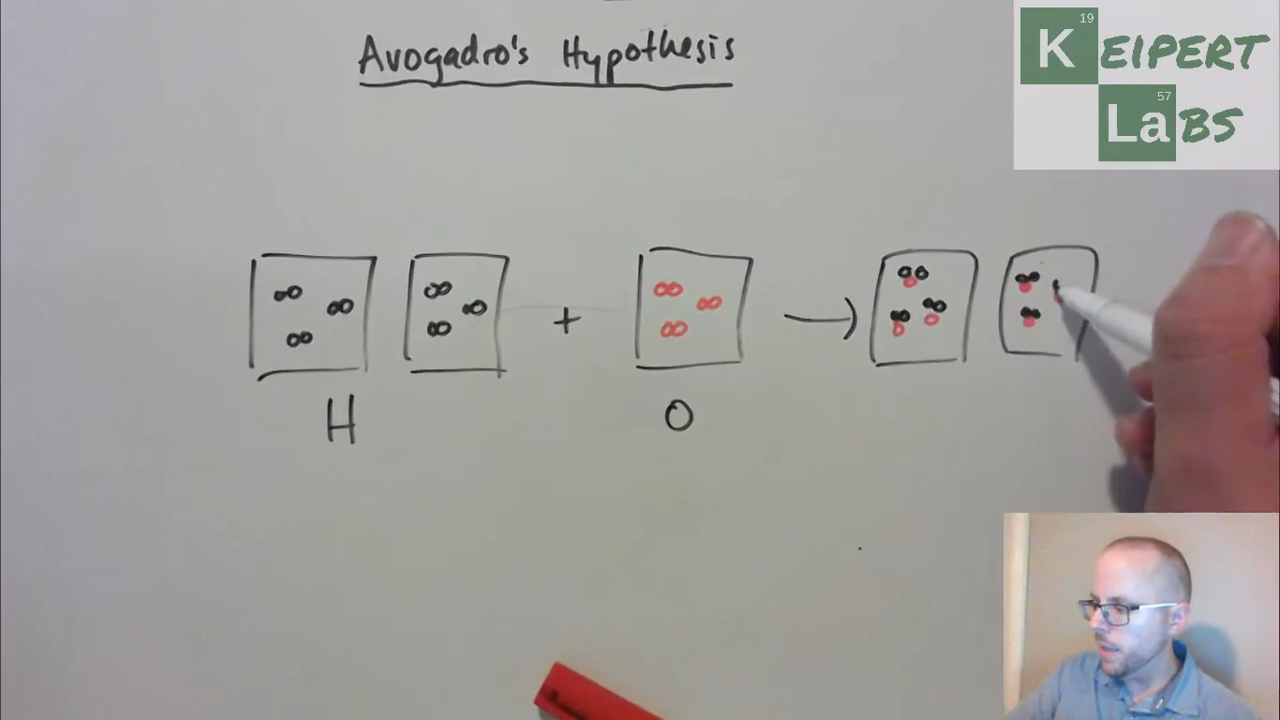 Avogadro's Hypothesis
19
KEIPERT
57
LaBS
+
→
H
O